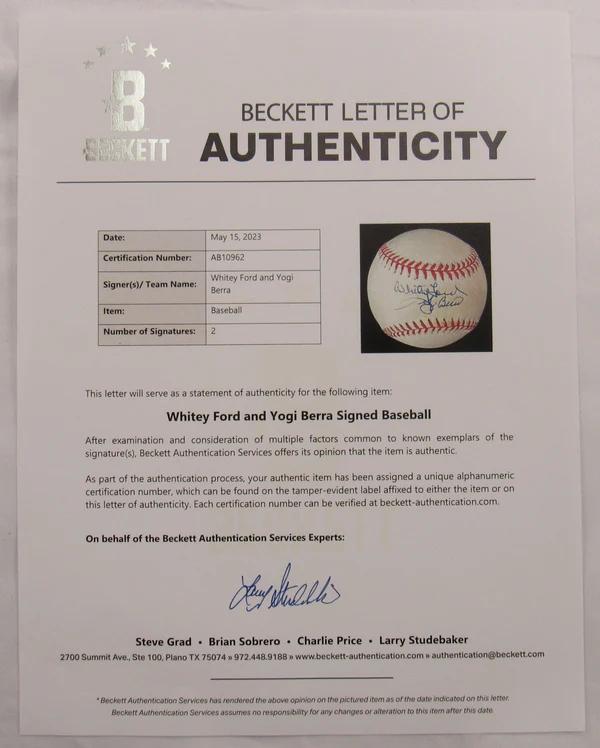 B
BECKETT
BECKETT LETTER OF
AUTHENTICITY
Date: May 15, 2023
Certification Number: AB10962
Signer(s)/ Team Name: Whitey Ford and Yogi
Berra
Item: Baseball
Number of Signatures: 2
Whitey Ford
Yogi Berra
This letter will serve as a statement of authenticity for the following item:
Whitey Ford and Yogi Berra Signed Baseball
After examination and consideration of multiple factors common to known exemplars of the
signature(s), Beckett Authentication Services offers its opinion that the item is authentic.
As part of the authentication process, your authentic item has been assigned a unique alphanumeric
certification number, which can be found on the tamper-evident label affixed to either the item or on
this letter of authenticity. Each certification number can be verified at beckett-authentication.com.
On behalf of the Beckett Authentication Services Experts:
Steve Grad • Brian Sobrero • Charlie Price • Larry Studebaker
2700 Summit Ave., Ste 100, Plano TX 75074 » 972.448.9188 » www.beckett-authentication.com » authentication@beckett.com
* Beckett Authentication Services has rendered the above opinion on the pictured item as of the date indicated on this letter.
Beckett Authentication Services assumes no responsibility for any changes or alteration to this item after this date.